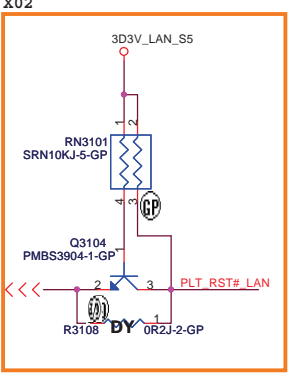 X02
3D3V_LAN_S5
1 2
RN3101
SRN10KJ-5-GP
4 3
GP
Q3104
1
PMBS3904-1-GP
2 3
PLT_RST#_LAN
1
R3108 DY 0R2J-2-GP